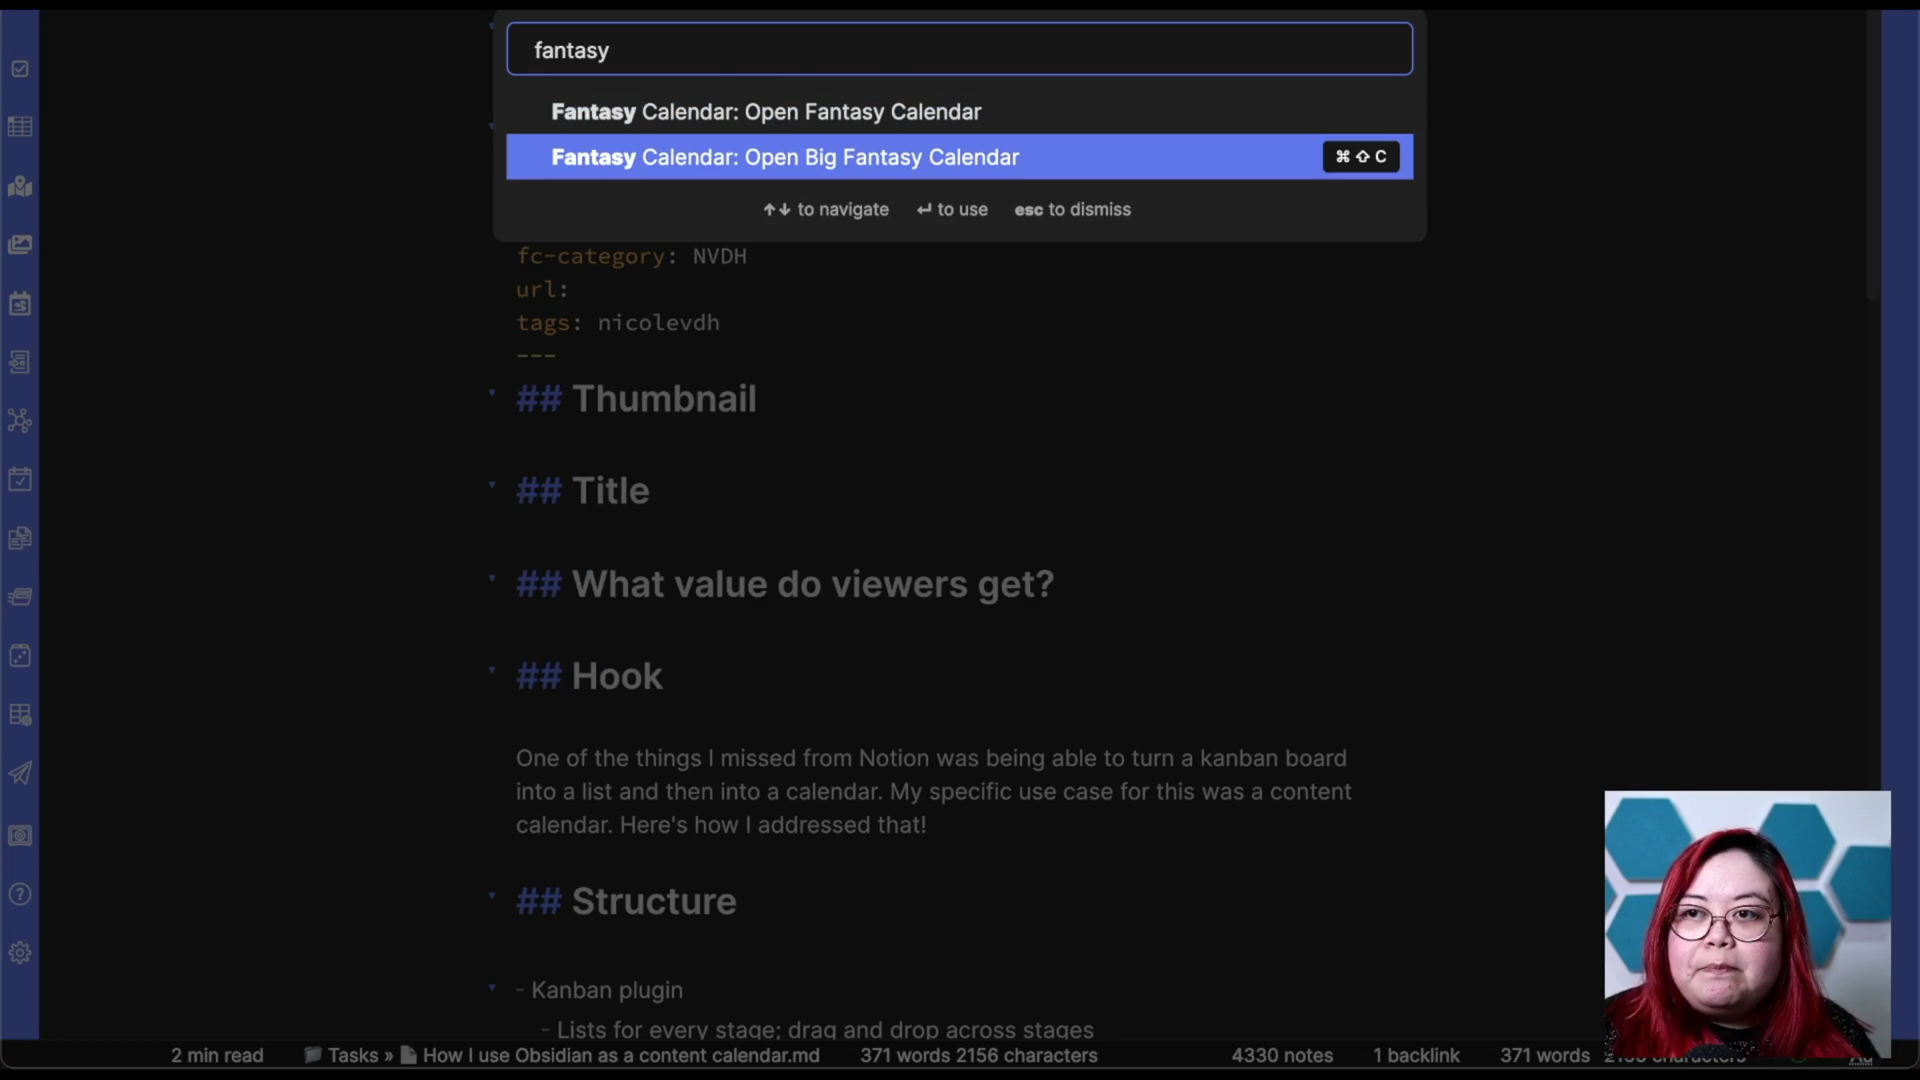 fantasy
Fantasy Calendar: Open Fantasy Calendar
Fantasy Calendar: Open Big Fantasy Calendar ⌘ ⇧ C
↑↓ to navigate ↵ to use esc to dismiss
fc-category: NVDH
url:
tags: nicolevdh
---
## Thumbnail
## Title
## What value do viewers get?
## Hook
One of the things I missed from Notion was being able to turn a kanban board
into a list and then into a calendar. My specific use case for this was a content
calendar. Here's how I addressed that!
## Structure
- Kanban plugin
- Lists for every stage; drag and drop across stages
2 min read Tasks » How I use Obsidian as a content calendar.md 371 words 2156 characters 4330 notes 1 backlink 371 words